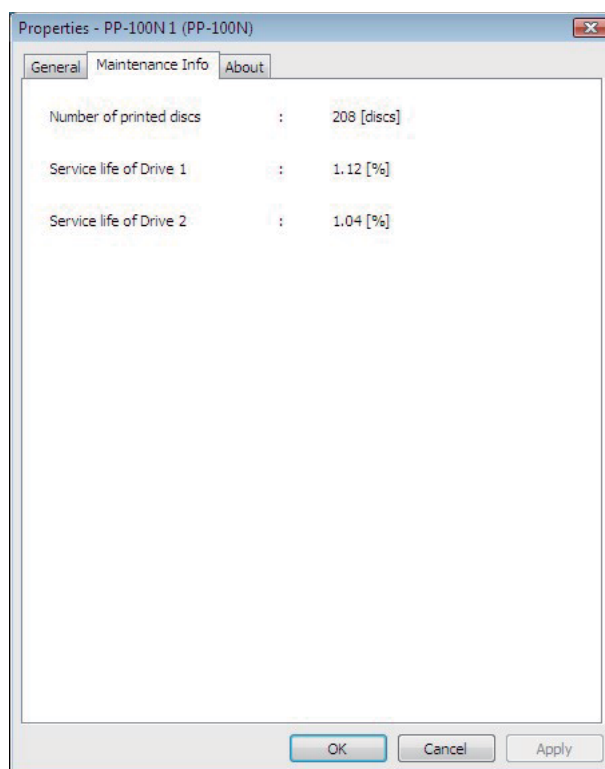 Properties - PP-100N 1 (PP-100N)
General Maintenance Info About
Number of printed discs : 208 [discs]
Service life of Drive 1 : 1.12 [%]
Service life of Drive 2 : 1.04 [%]
OK Cancel Apply